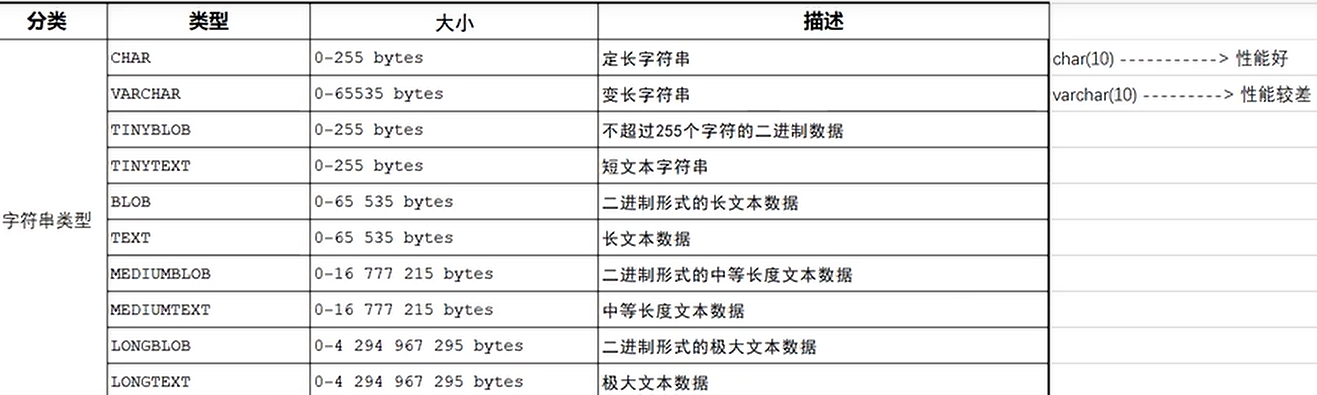 分类 类型 大小 描述
CHAR 0-255 bytes 定长字符串 char(10) -----------> 性能好
VARCHAR 0-65535 bytes 变长字符串 varchar(10) ---------> 性能较差
TINYBLOB 0-255 bytes 不超过255个字符的二进制数据
TINYTEXT 0-255 bytes 短文本字符串
BLOB 0-65 535 bytes 二进制形式的长文本数据
字符串类型
TEXT 0-65 535 bytes 长文本数据
MEDIUMBLOB 0-16 777 215 bytes 二进制形式的中等长度文本数据
MEDIUMTEXT 0-16 777 215 bytes 中等长度文本数据
LONGBLOB 0-4 294 967 295 bytes 二进制形式的极大文本数据
LONGTEXT 0-4 294 967 295 bytes 极大文本数据